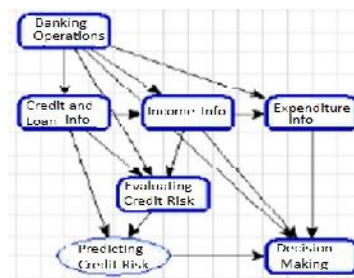 Banking
Operations
Credit and
Loan Info
Income Info
Expenditure
Info
Evaluating
Credit Risk
Predicting
Credit Risk
Decision
Making